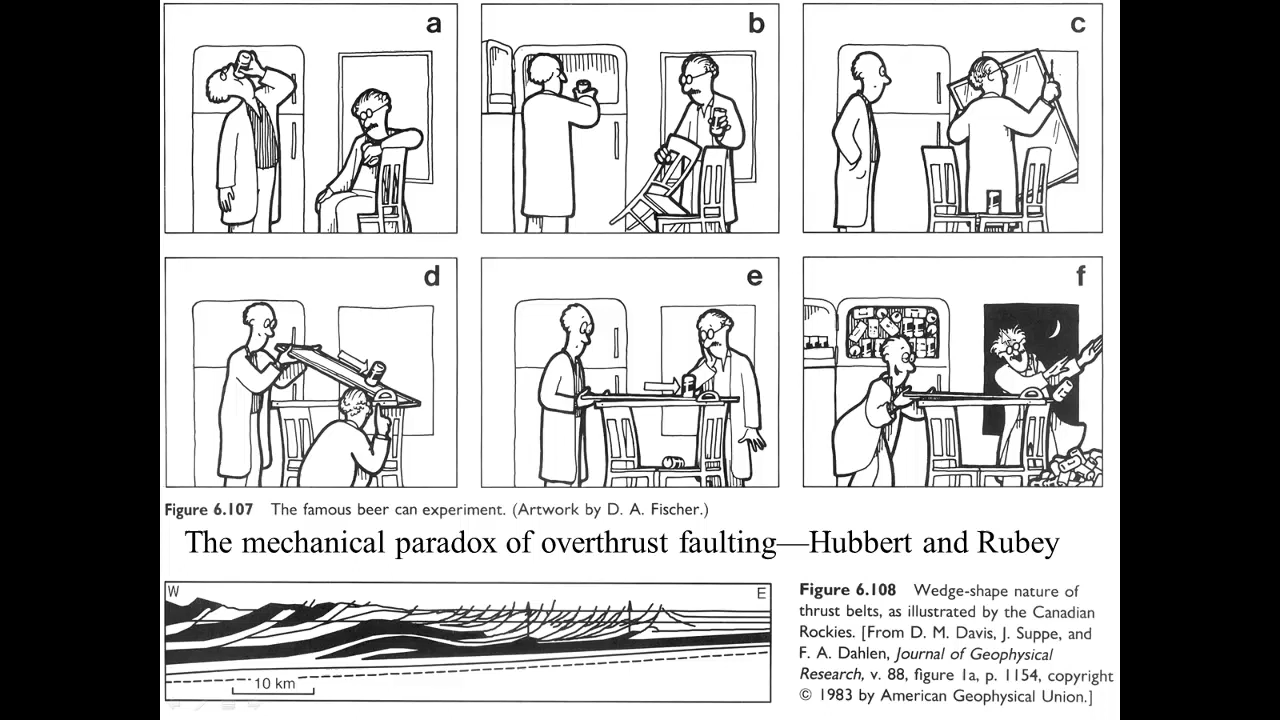 a
b
c
d
e
f
Figure 6.107 The famous beer can experiment. (Artwork by D. A. Fischer.)
The mechanical paradox of overthrust faulting—Hubbert and Rubey
W
E
10 km
Figure 6.108 Wedge-shape nature of
thrust belts, as illustrated by the Canadian
Rockies. [From D. M. Davis, J. Suppe, and
F. A. Dahlen, Journal of Geophysical
Research, v. 88, figure 1a, p. 1154, copyright
© 1983 by American Geophysical Union.]